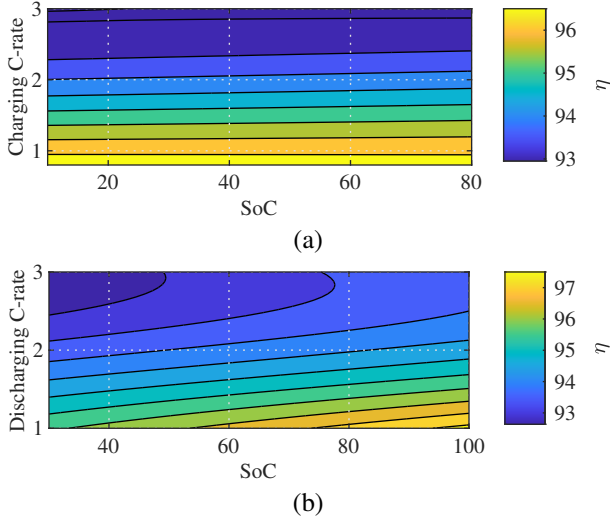 Charging C-rate
3
2
1
20
40
60
80
SoC
96
95
94
93
η
(a)
Discharging C-rate
3
2
1
40
60
80
100
SoC
97
96
95
94
93
η
(b)